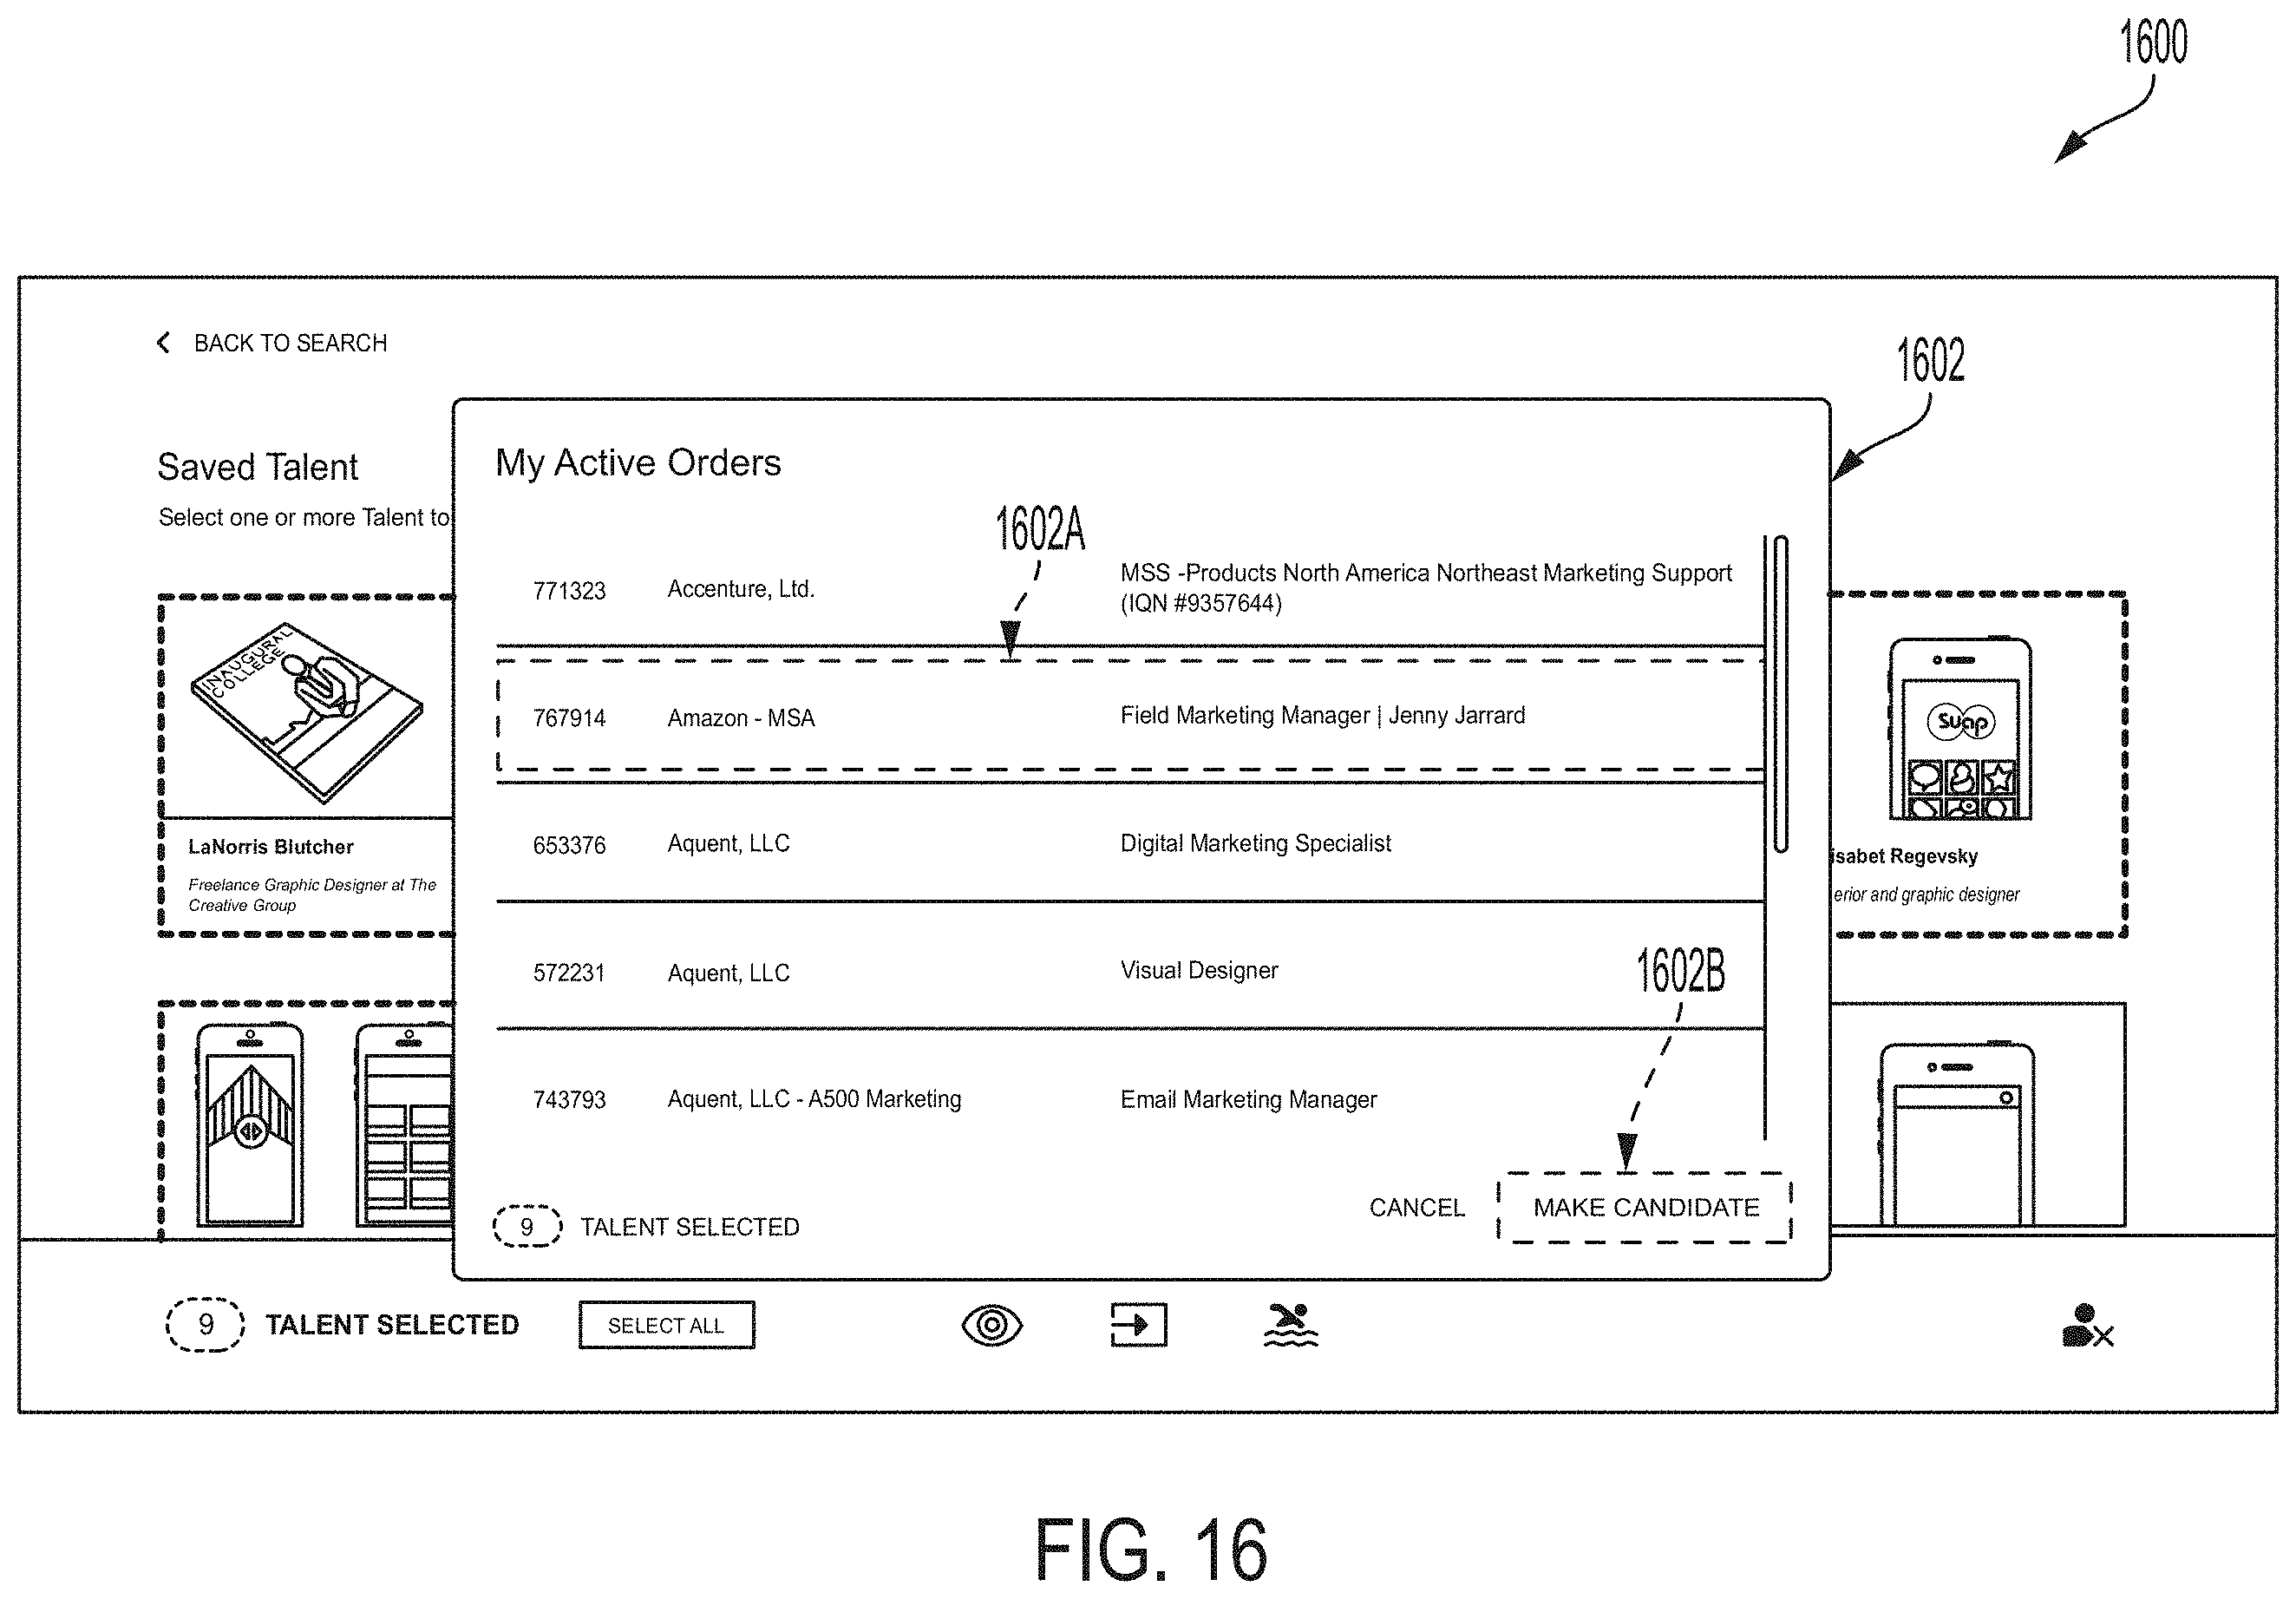 1600
BACK TO SEARCH
1602
Saved Talent
Select one or more Talent to
My Active Orders
1602A
771323 Accenture, Ltd. MSS -Products North America Northeast Marketing Support
(IQN #9357644)
767914 Amazon - MSA Field Marketing Manager | Jenny Jarrard
653376 Aquent, LLC Digital Marketing Specialist
572231 Aquent, LLC Visual Designer
1602B
743793 Aquent, LLC - A500 Marketing Email Marketing Manager
9 TALENT SELECTED
CANCEL MAKE CANDIDATE
INAUGURAL
COLLEGE
LaNorris Blutcher
Freelance Graphic Designer at The
Creative Group
Suap
isabet Regevsky
erior and graphic designer
9 TALENT SELECTED SELECT ALL
FIG. 16